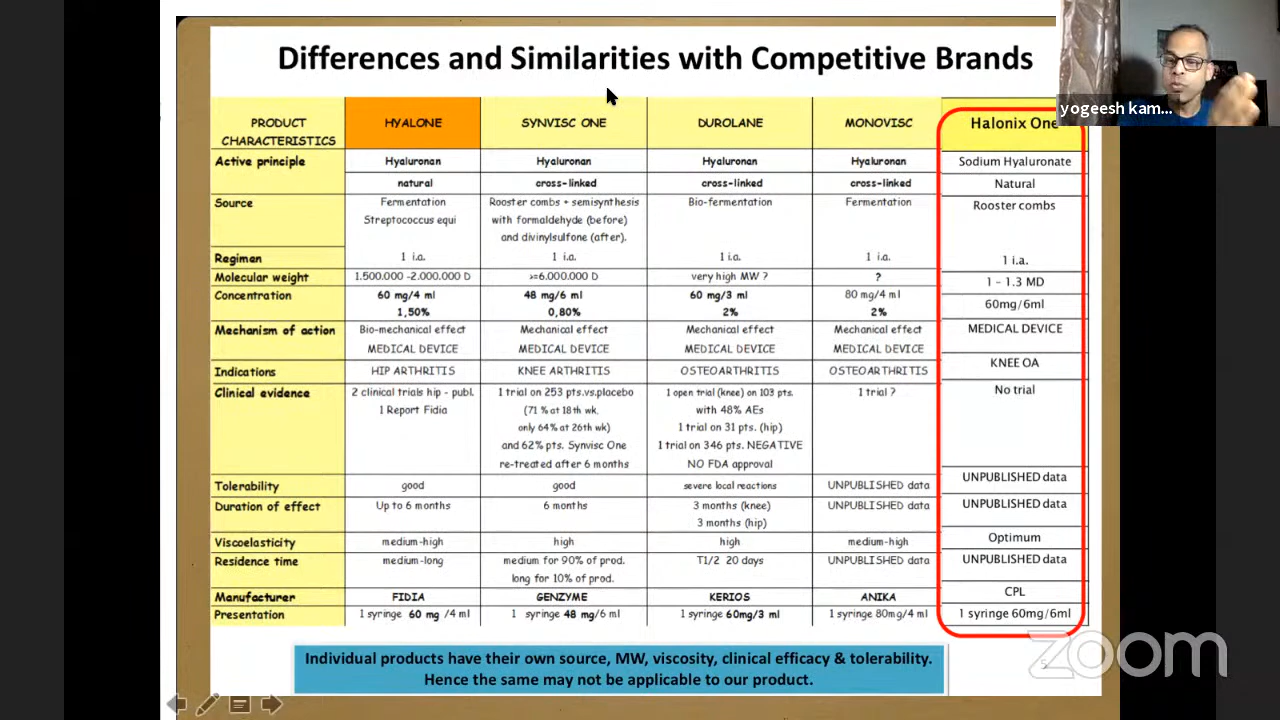 Differences and Similarities with Competitive Brands
yogeesh kam...
PRODUCT CHARACTERISTICS HYALONE SYNVISC ONE DUROLANE MONOVISC Halonix One
Active principle Hyaluronan Hyaluronan Hyaluronan Hyaluronan Sodium Hyaluronate
natural cross-linked cross-linked cross-linked Natural
Source Fermentation Rooster combs + semisynthesis Bio-fermentation Fermentation Rooster combs
Streptococcus equi with formaldehyde (before)
and divinylsulfone (after).
Regimen 1 i.a. 1 i.a. 1 i.a. 1 i.a. 1 i.a.
Molecular weight 1.500.000 -2.000.000 D >=6.000.000 D very high MW ? ? 1 - 1.3 MD
Concentration 60 mg/4 ml 48 mg/6 ml 60 mg/3 ml 80 mg/4 ml 60mg/6ml
1,50% 0,80% 2% 2%
Mechanism of action Bio-mechanical effect Mechanical effect Mechanical effect Mechanical effect MEDICAL DEVICE
MEDICAL DEVICE MEDICAL DEVICE MEDICAL DEVICE MEDICAL DEVICE
Indications HIP ARTHRITIS KNEE ARTHRITIS OSTEOARTHRITIS OSTEOARTHRITIS KNEE OA
Clinical evidence 2 clinical trials hip - publ. 1 trial on 253 pts.vs.placebo 1 open trial (knee) on 103 pts. 1 trial ? No trial
1 Report Fidia (71 % at 18th wk, with 48% AEs
only 64% at 26th wk) 1 trial on 31 pts. (hip)
and 62% pts. Synvisc One 1 trial on 346 pts. NEGATIVE
re-treated after 6 months NO FDA approval
Tolerability good good severe local reactions UNPUBLISHED data UNPUBLISHED data
Duration of effect Up to 6 months 6 months 3 months (knee) UNPUBLISHED data UNPUBLISHED data
3 months (hip)
Viscoelasticity medium-high high high medium-high Optimum
Residence time medium-long medium for 90% of prod. T1/2 20 days UNPUBLISHED data UNPUBLISHED data
long for 10% of prod.
Manufacturer FIDIA GENZYME KERIOS ANIKA CPL
Presentation 1 syringe 60 mg /4 ml 1 syringe 48 mg/6 ml 1 syringe 60mg/3 ml 1 syringe 80mg/4 ml 1 syringe 60mg/6ml
Individual products have their own source, MW, viscosity, clinical efficacy & tolerability.
Hence the same may not be applicable to our product.
zoom